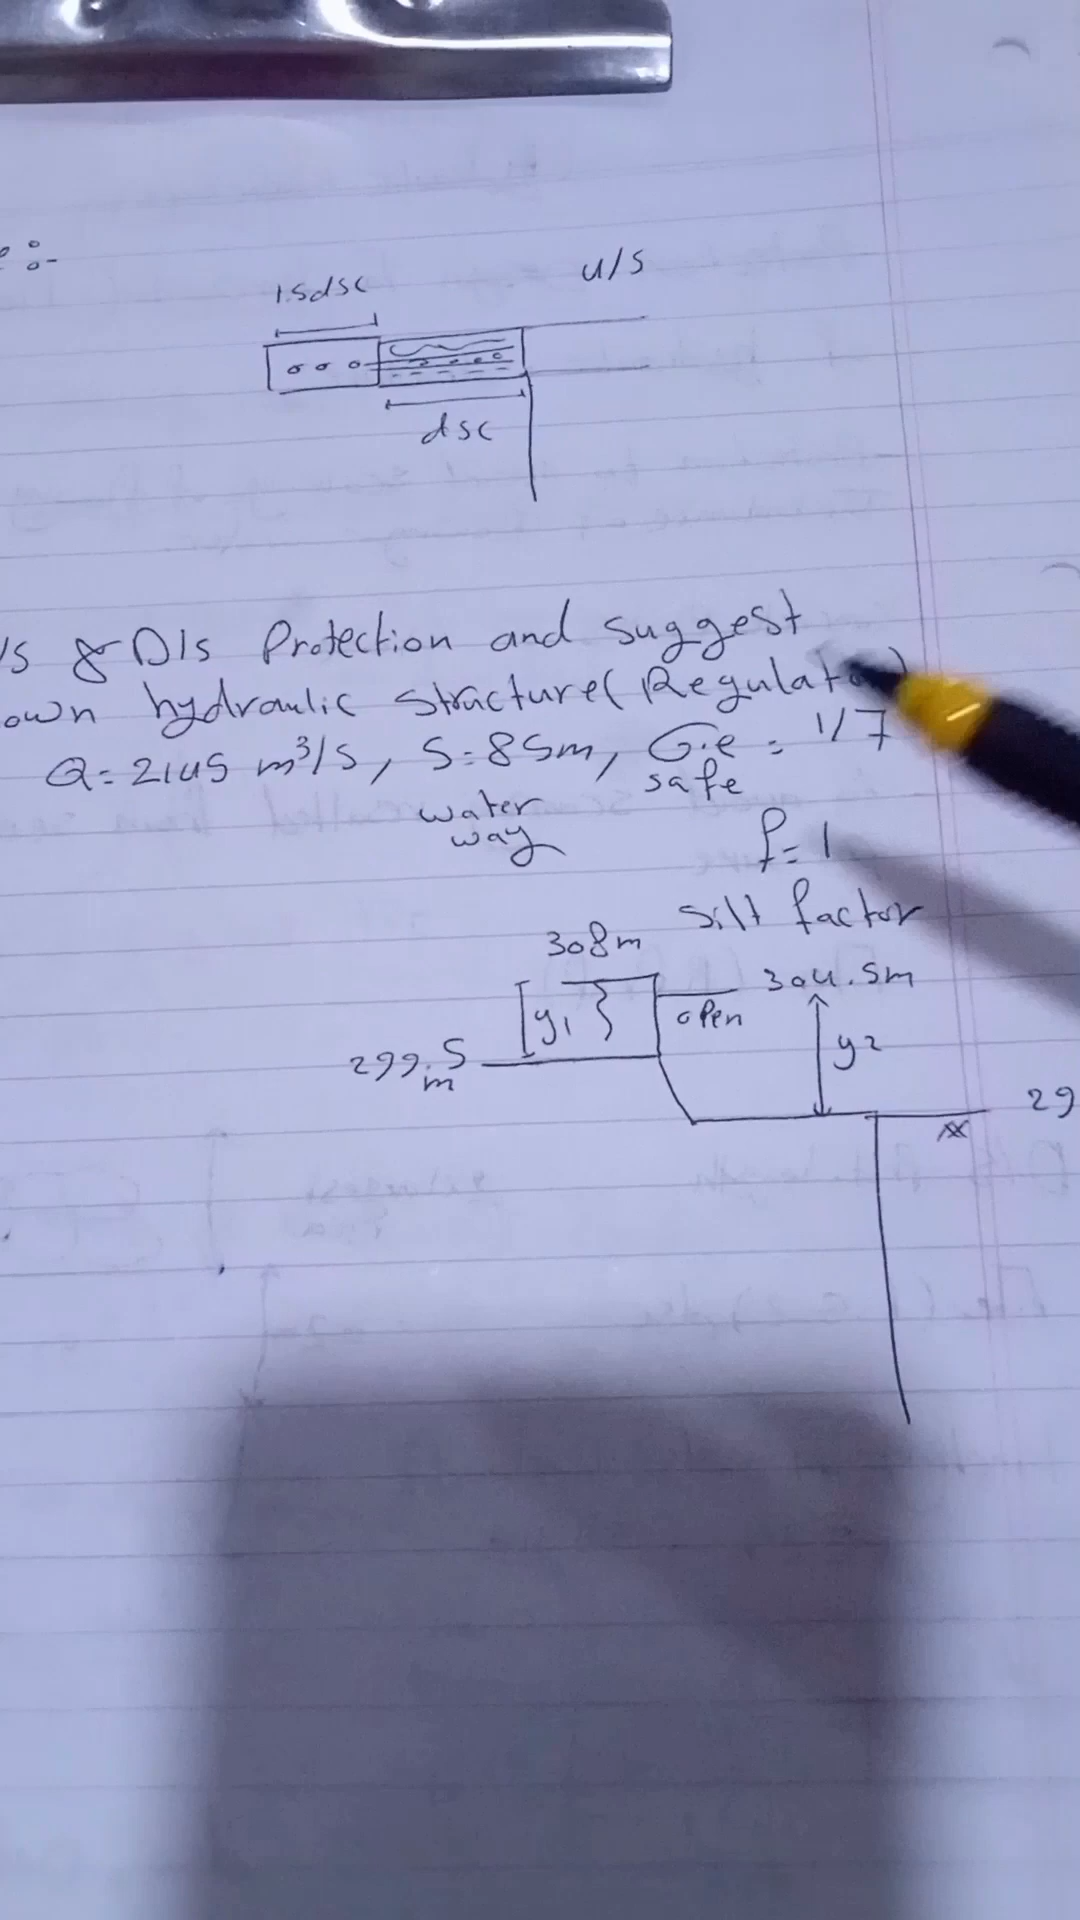 1.5dsc
u/s
dsc
/s & D/s Protection and suggest
own hydraulic structure (Regulato
Q = 2145 m³/s, S = 85m, G.e = 1/7
safe
water
way
f = 1
silt factor
308m
304.5m
open
y1
y2
299.5
m
29